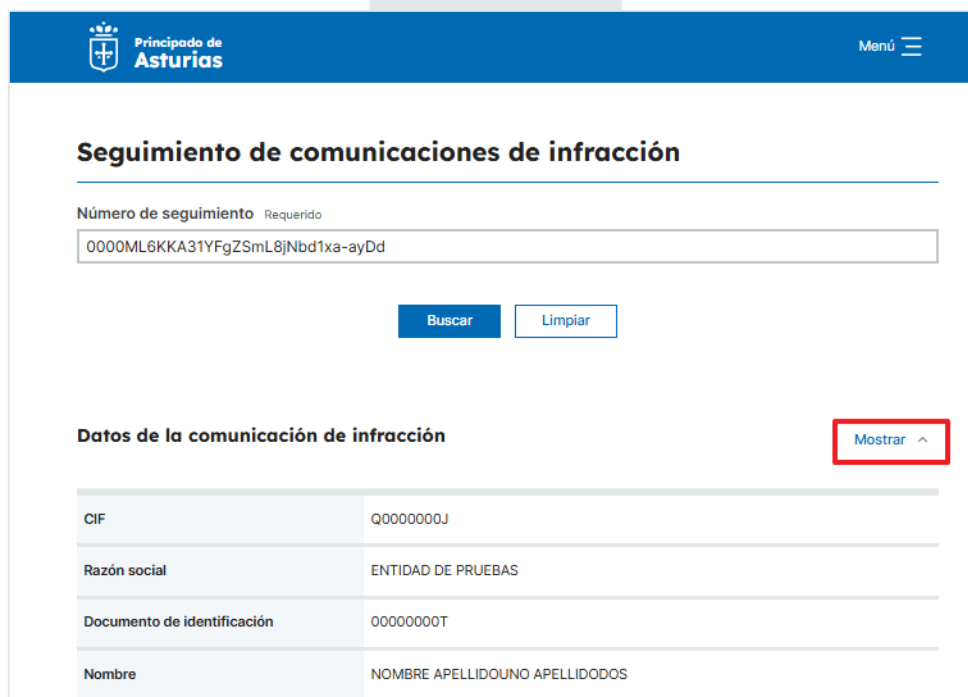 Principado de
Asturias
Menú
Seguimiento de comunicaciones de infracción
Número de seguimiento Requerido
0000ML6KKA31YFgZSmL8jNbd1xa-ayDd
Buscar Limpiar
Datos de la comunicación de infracción
Mostrar
CIF Q0000000J
Razón social ENTIDAD DE PRUEBAS
Documento de identificación 00000000T
Nombre NOMBRE APELLIDOUNO APELLIDODOS